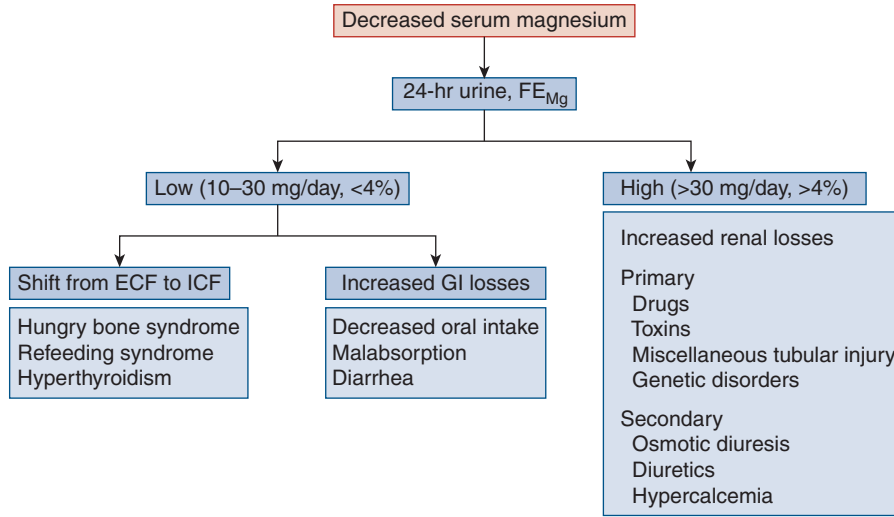 Decreased serum magnesium
24-hr urine, FEMg
Low (10–30 mg/day, <4%)
High (>30 mg/day, >4%)
Shift from ECF to ICF
Hungry bone syndrome
Refeeding syndrome
Hyperthyroidism
Increased GI losses
Decreased oral intake
Malabsorption
Diarrhea
Increased renal losses
Primary
Drugs
Toxins
Miscellaneous tubular injury
Genetic disorders
Secondary
Osmotic diuresis
Diuretics
Hypercalcemia